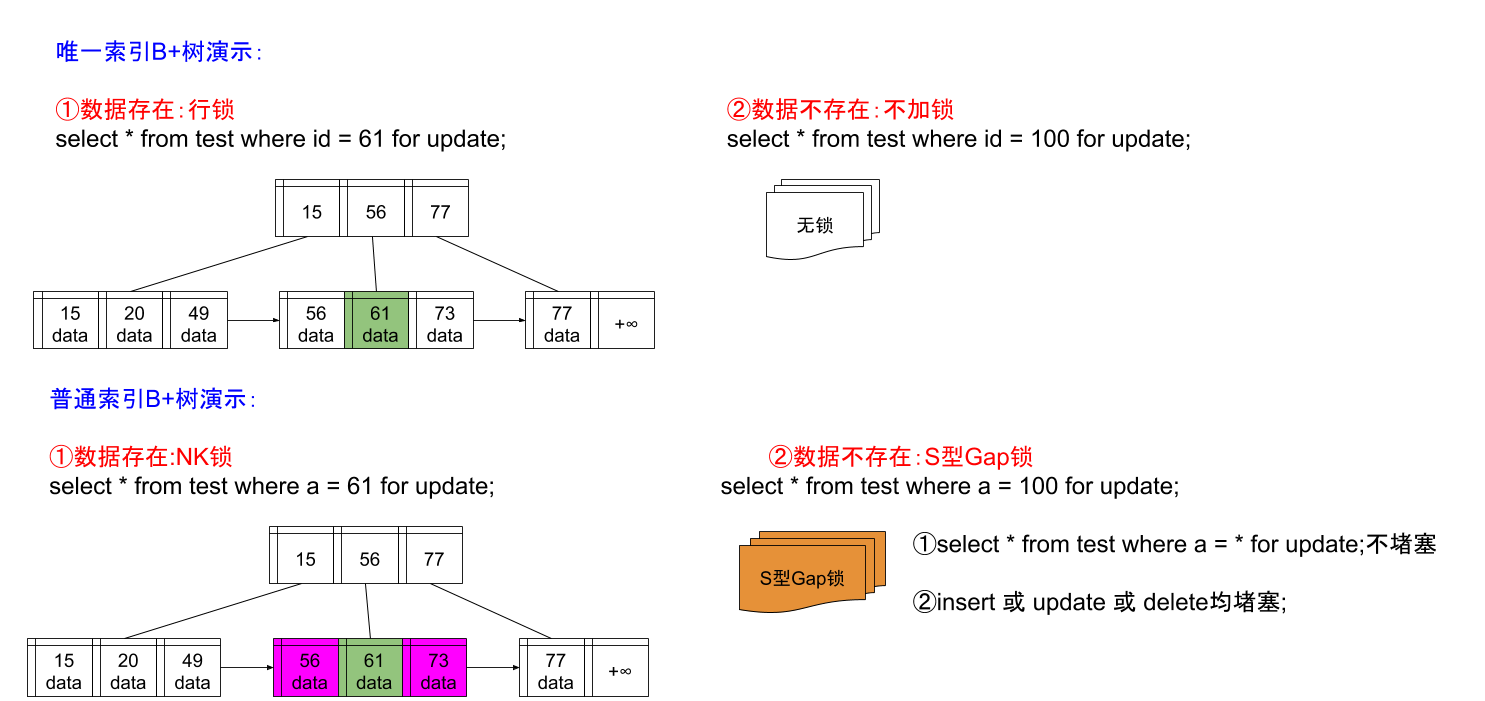 唯一索引B+树演示：
①数据存在：行锁
select * from test where id = 61 for update;
15 56 77
15 data 20 data 49 data 56 data 61 data 73 data 77 data +∞
②数据不存在：不加锁
select * from test where id = 100 for update;
无锁
普通索引B+树演示：
①数据存在:NK锁
select * from test where a = 61 for update;
15 56 77
15 data 20 data 49 data 56 data 61 data 73 data 77 data +∞
②数据不存在：S型Gap锁
select * from test where a = 100 for update;
S型Gap锁
①select * from test where a = * for update;不堵塞
②insert 或 update 或 delete均堵塞;